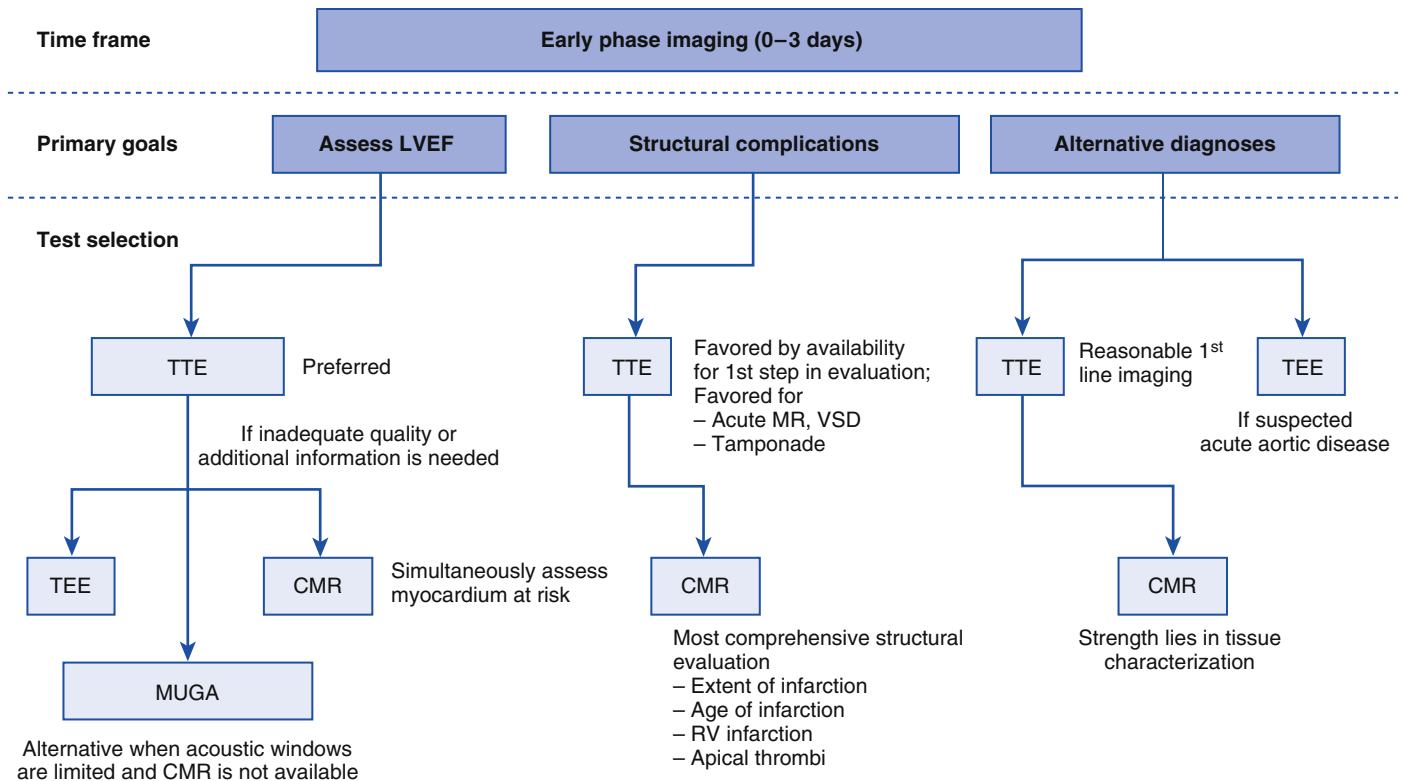 Time frame
Early phase imaging (0–3 days)
Primary goals
Assess LVEF
Structural complications
Alternative diagnoses
Test selection
TTE
Preferred
If inadequate quality or
additional information is needed
TEE
CMR
Simultaneously assess
myocardium at risk
MUGA
Alternative when acoustic windows
are limited and CMR is not available
TTE
Favored by availability
for 1st step in evaluation;
Favored for
– Acute MR, VSD
– Tamponade
CMR
Most comprehensive structural
evaluation
– Extent of infarction
– Age of infarction
– RV infarction
– Apical thrombi
TTE
Reasonable 1st
line imaging
TEE
If suspected
acute aortic disease
CMR
Strength lies in tissue
characterization